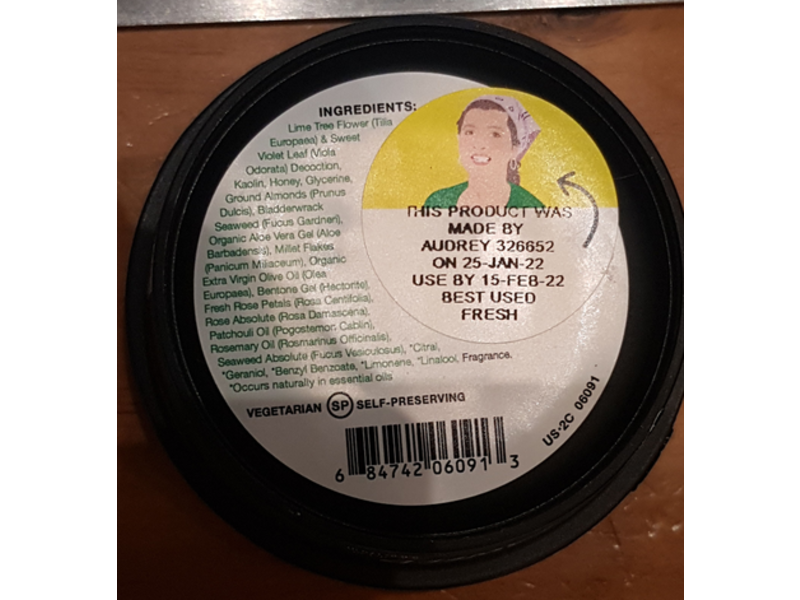 INGREDIENTS:
Lime Tree Flower (Tilia
Europaea) & Sweet
Violet Leaf (Viola
Odorata) Decoction,
Kaolin, Honey, Glycerine,
Ground Almonds (Prunus
Dulcis), Bladderwrack
Seaweed (Fucus Gardneri),
Organic Aloe Vera Gel (Aloe
Barbadensis), Millet Flakes
(Panicum Miliaceum), Organic
Extra Virgin Olive Oil (Olea
Europaea), Bentone Gel (Hectorite),
Fresh Rose Petals (Rosa Centifolia),
Rose Absolute (Rosa Damascena),
Patchouli Oil (Pogostemon Cablin),
Rosemary Oil (Rosmarinus Officinalis),
Seaweed Absolute (Fucus Vesiculosus), *Citral,
*Geraniol, *Benzyl Benzoate, *Limonene, *Linalool, Fragrance.
*Occurs naturally in essential oils
THIS PRODUCT WAS
MADE BY
AUDREY 326652
ON 25-JAN-22
USE BY 15-FEB-22
BEST USED
FRESH
VEGETARIAN SP SELF-PRESERVING
6 84742 06091 3
US-2C 06091